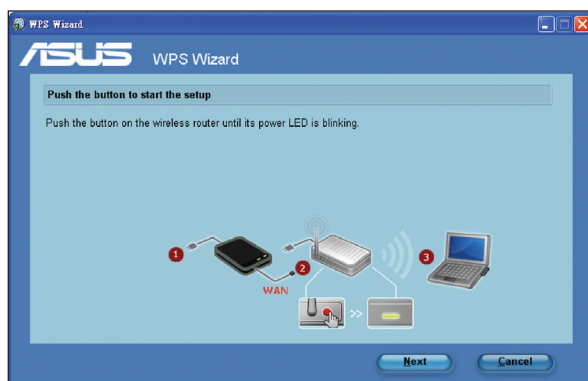 WPS Wizard
ASUS WPS Wizard
Push the button to start the setup
Push the button on the wireless router until its power LED is blinking.
1
2
3
WAN
>>
Next
Cancel